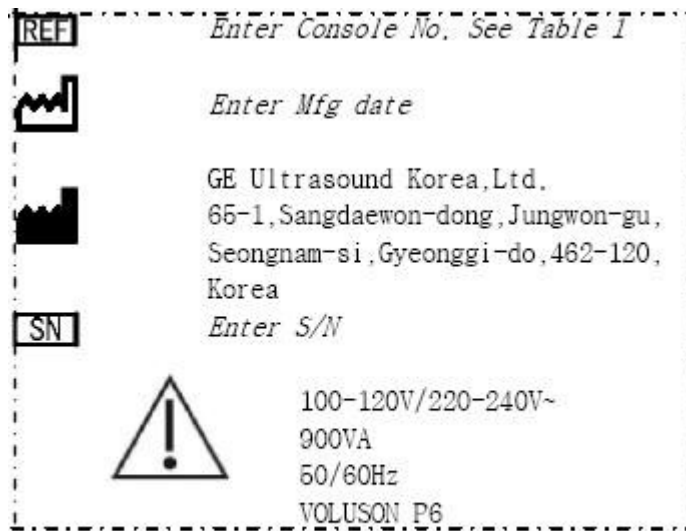 REF Enter Console No. See Table 1
Enter Mfg date
GE Ultrasound Korea,Ltd.
65-1,Sangdaewon-dong,Jungwon-gu,
Seongnam-si,Gyeonggi-do,462-120,
Korea
SN Enter S/N
100-120V/220-240V~
900VA
50/60Hz
VOLUSON P6